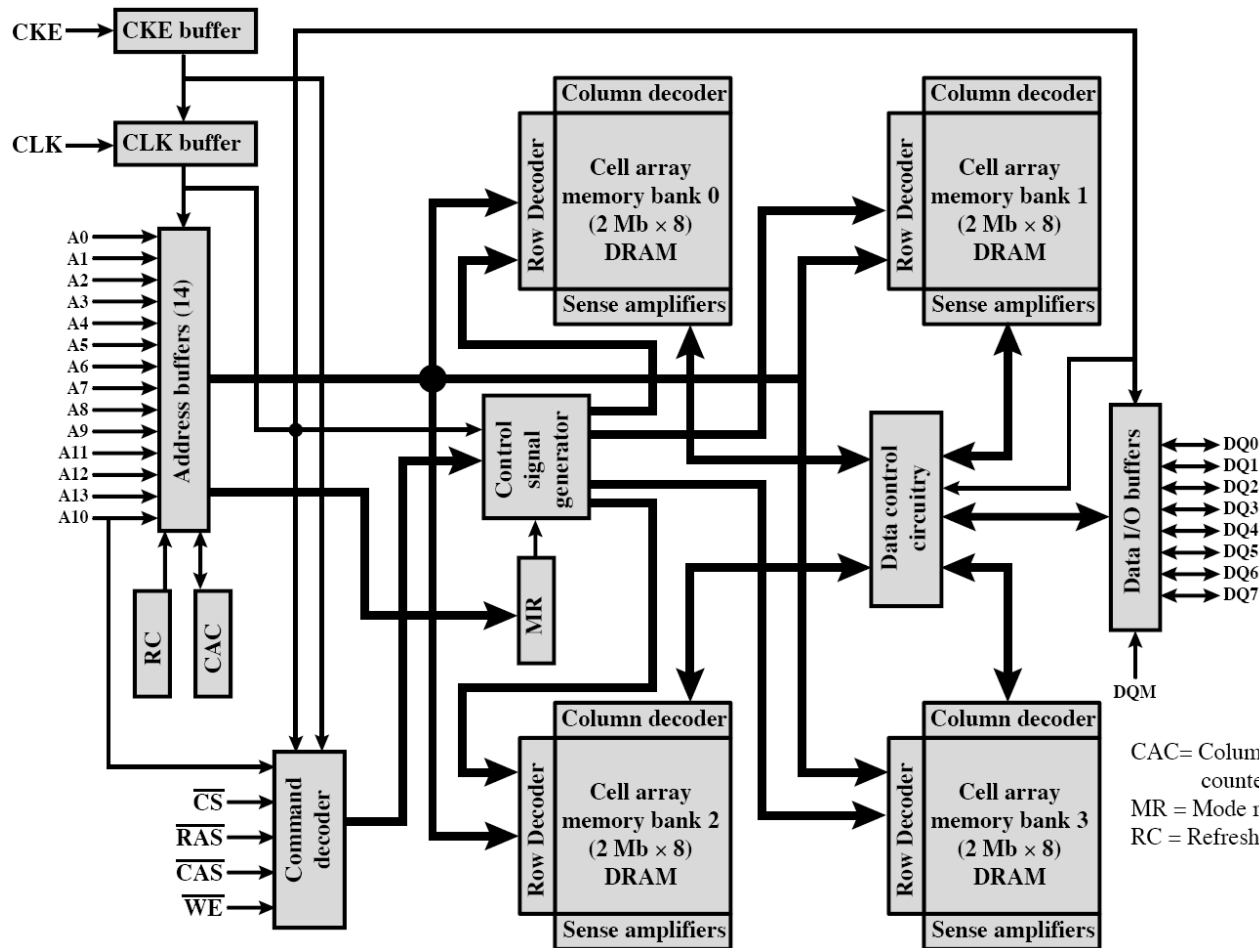 CKE
CKE buffer
CLK
CLK buffer
A0
A1
A2
A3
A4
A5
A6
A7
A8
A9
A11
A12
A13
A10
Address buffers (14)
RC
CAC
CS
RAS
CAS
WE
Command
decoder
Control
signal
generator
MR
Column decoder
Row Decoder
Cell array
memory bank 0
(2 Mb × 8)
DRAM
Sense amplifiers
Column decoder
Row Decoder
Cell array
memory bank 1
(2 Mb × 8)
DRAM
Sense amplifiers
Data control
circuitry
Data I/O buffers
DQ0
DQ1
DQ2
DQ3
DQ4
DQ5
DQ6
DQ7
DQM
Column decoder
Row Decoder
Cell array
memory bank 2
(2 Mb × 8)
DRAM
Sense amplifiers
Column decoder
Row Decoder
Cell array
memory bank 3
(2 Mb × 8)
DRAM
Sense amplifiers
CAC=
MR = Mode
RC = Refresh